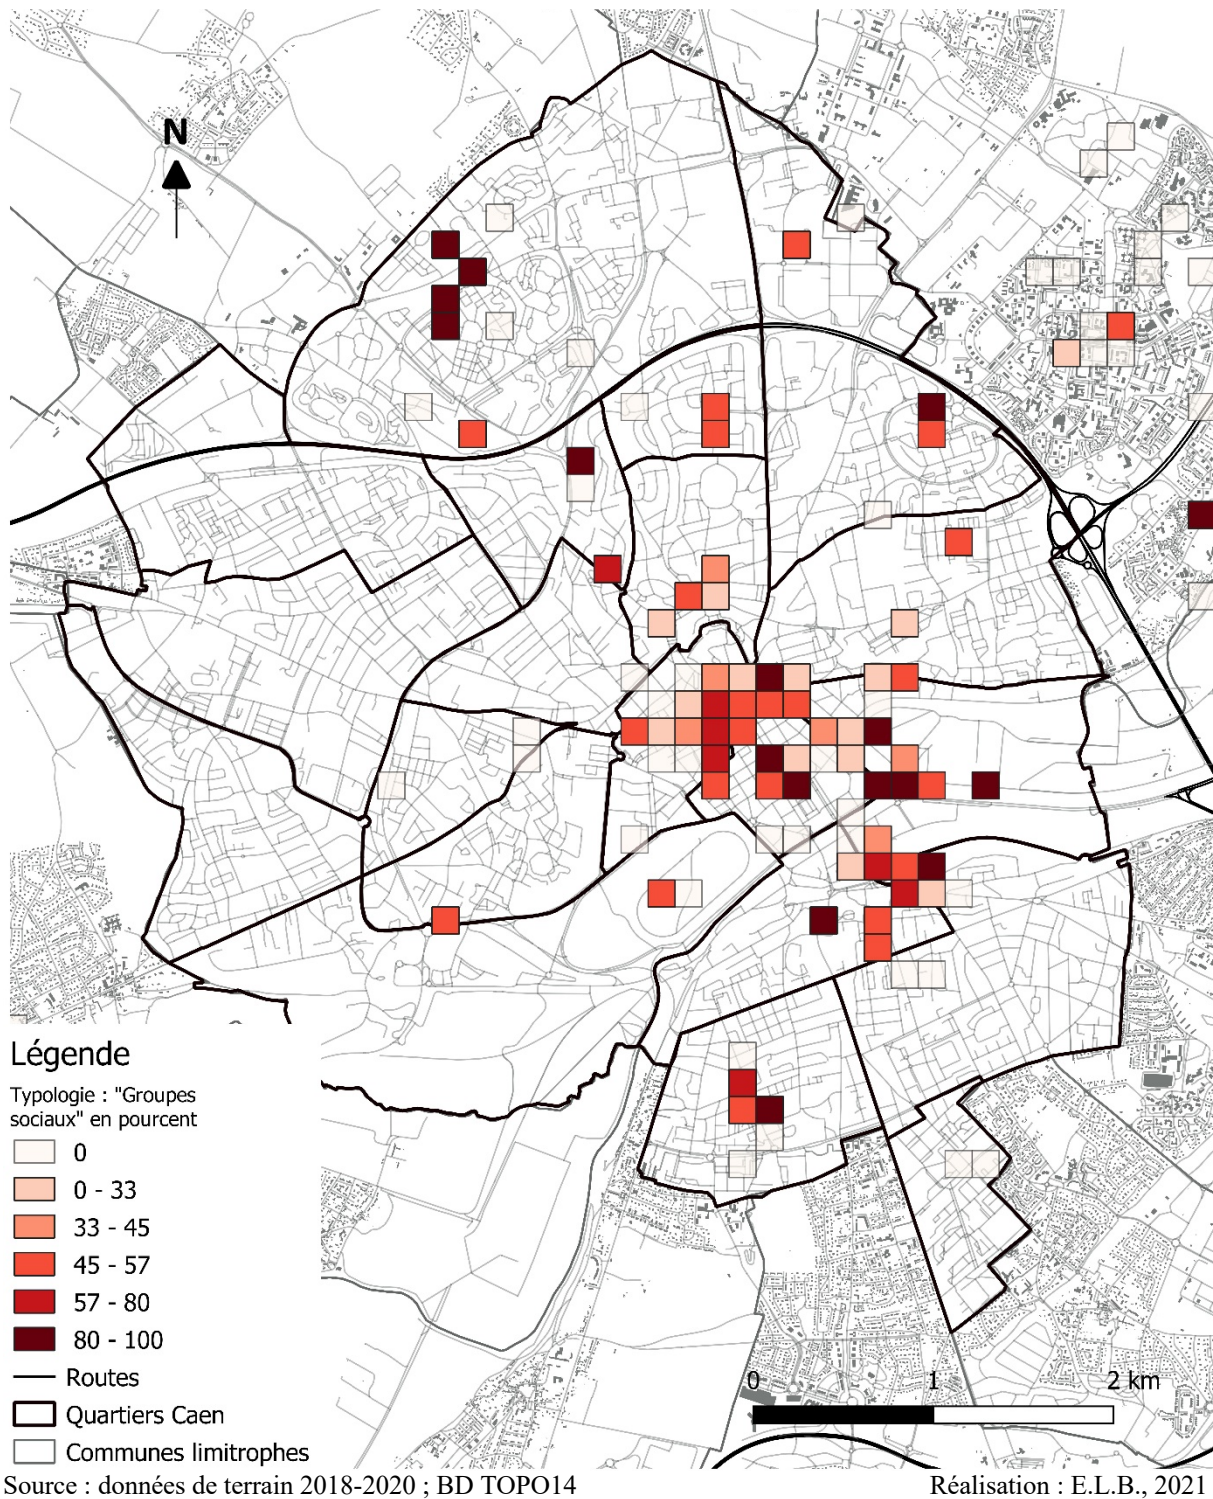 N
Légende
Typologie : "Groupes
sociaux" en pourcent
0
0 - 33
33 - 45
45 - 57
57 - 80
80 - 100
Routes
Quartiers Caen
Communes limitrophes
0 1 2 km
Source : données de terrain 2018-2020 ; BD TOPO14 Réalisation : E.L.B., 2021